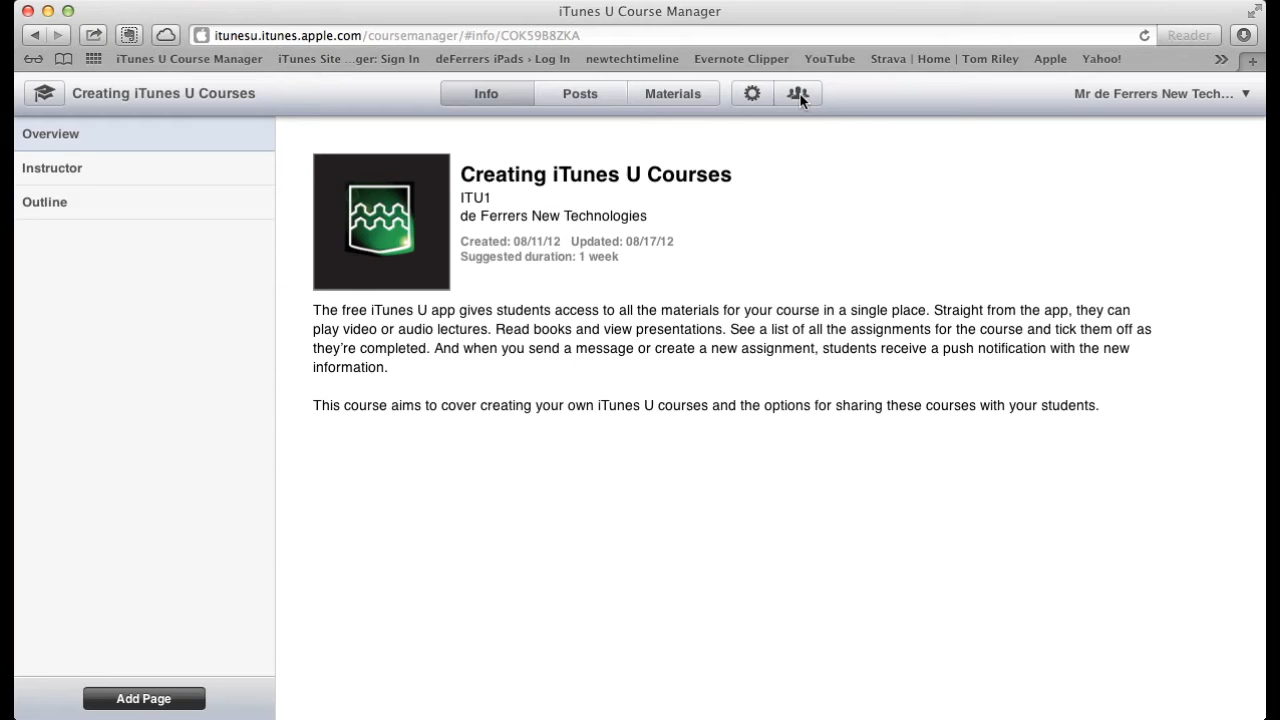 iTunes U Course Manager
itunesu.itunes.apple.com/coursemanager/#info/COKS9B8ZKA
Reader
iTunes U Course Manager iTunes Site ...ger: Sign In deFerrers iPads › Log In newtechtimeline Evernote Clipper YouTube Strava | Home | Tom Riley Apple Yahoo!
Creating iTunes U Courses Info Posts Materials Mr de Ferrers New Tech...
Overview
Instructor
Outline
Creating iTunes U Courses
ITU1
de Ferrers New Technologies
Created: 08/11/12 Updated: 08/17/12
Suggested duration: 1 week
The free iTunes U app gives students access to all the materials for your course in a single place. Straight from the app, they can
play video or audio lectures. Read books and view presentations. See a list of all the assignments for the course and tick them off as
they're completed. And when you send a message or create a new assignment, students receive a push notification with the new
information.
This course aims to cover creating your own iTunes U courses and the options for sharing these courses with your students.
Add Page